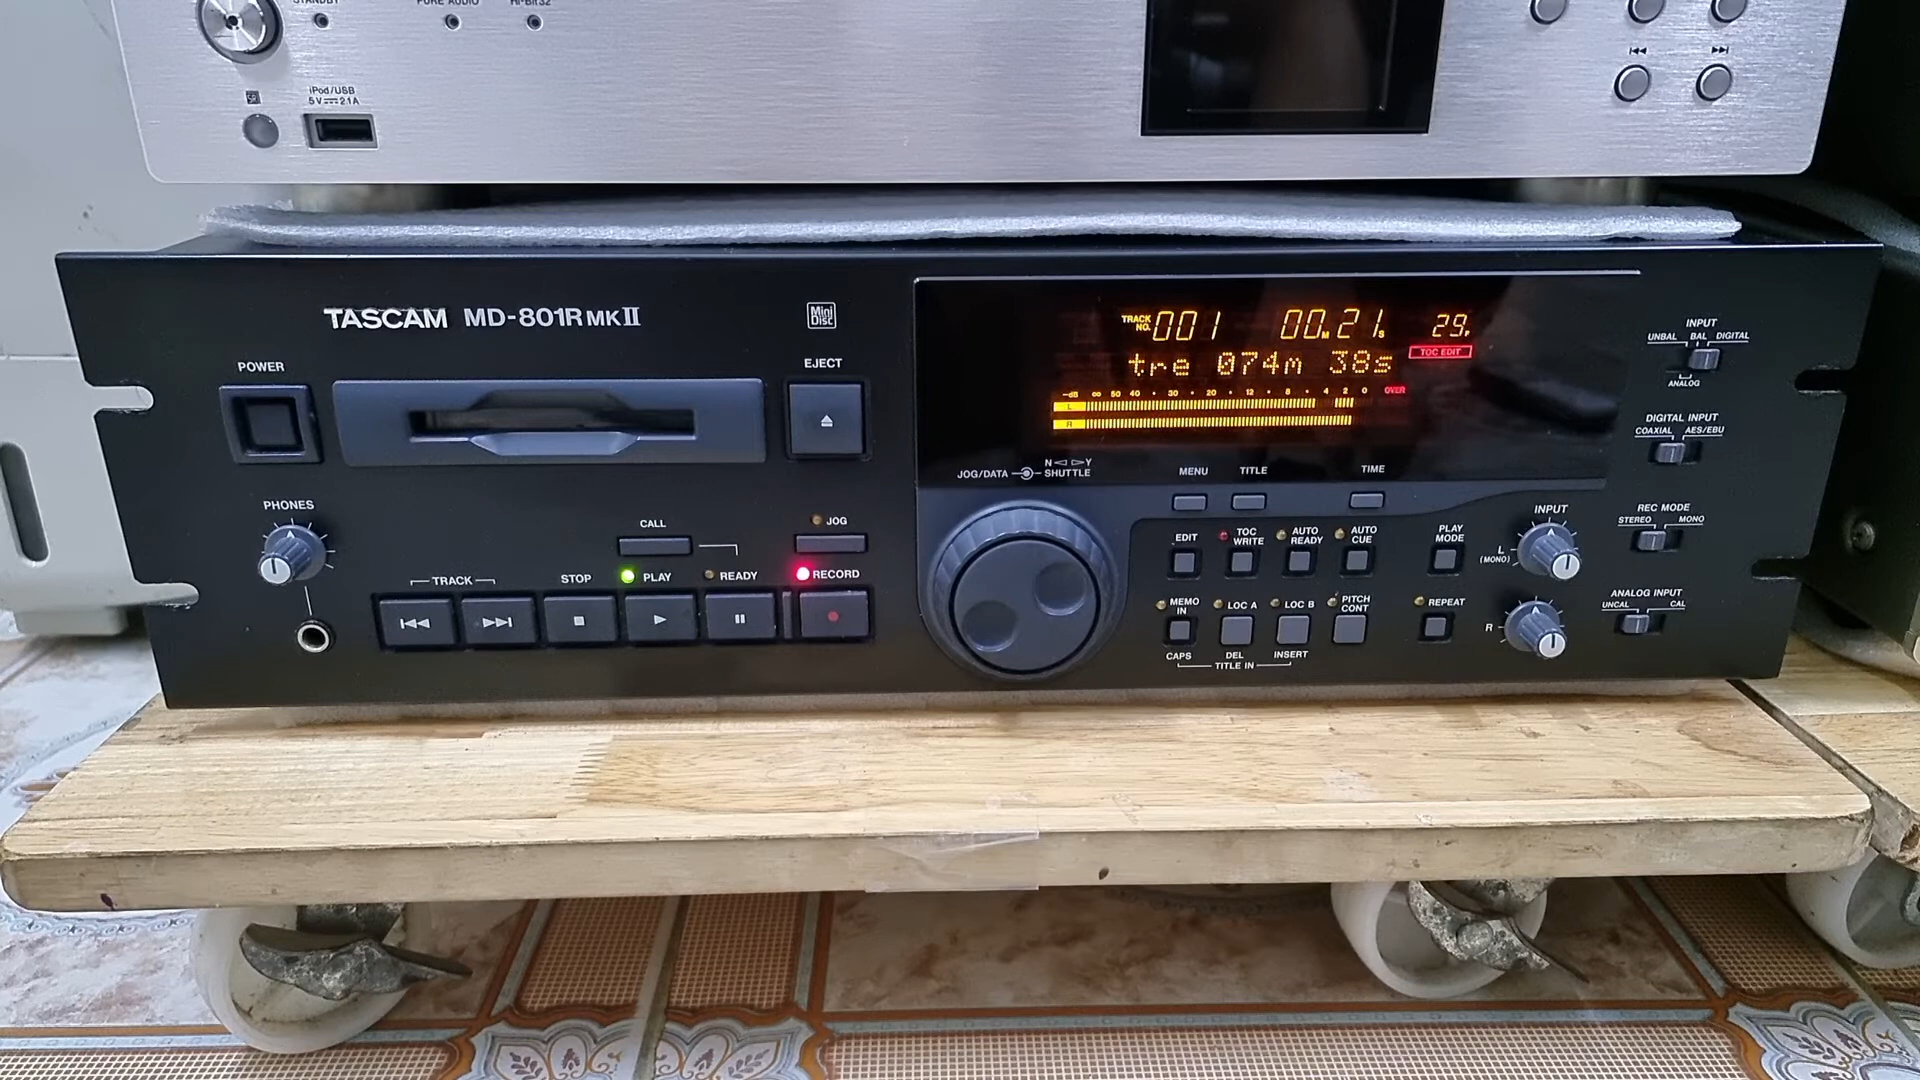 STANDBY
PURE AUDIO
HI-BIT32
SR
iPod/USB
5V 2.1A
TASCAM MD-801R MKII
Mini Disc
POWER
EJECT
TRACK NO. 001 00M 21S 29F
TOC EDIT
tre 074m 38s
-dB ∞ 50 40 • 30 • 20 • 12 • 8 • 4 2 0 OVER
L
R
JOG/DATA N Y SHUTTLE
MENU TITLE TIME
INPUT
UNBAL BAL DIGITAL
ANALOG
DIGITAL INPUT
COAXIAL AES/EBU
REC MODE
STEREO MONO
ANALOG INPUT
UNCAL CAL
PHONES
CALL
JOG
TRACK STOP PLAY READY RECORD
EDIT TOC WRITE AUTO READY AUTO CUE PLAY MODE
MEMO IN LOC A LOC B PITCH CONT REPEAT
CAPS DEL INSERT
TITLE IN
INPUT
L (MONO)
R